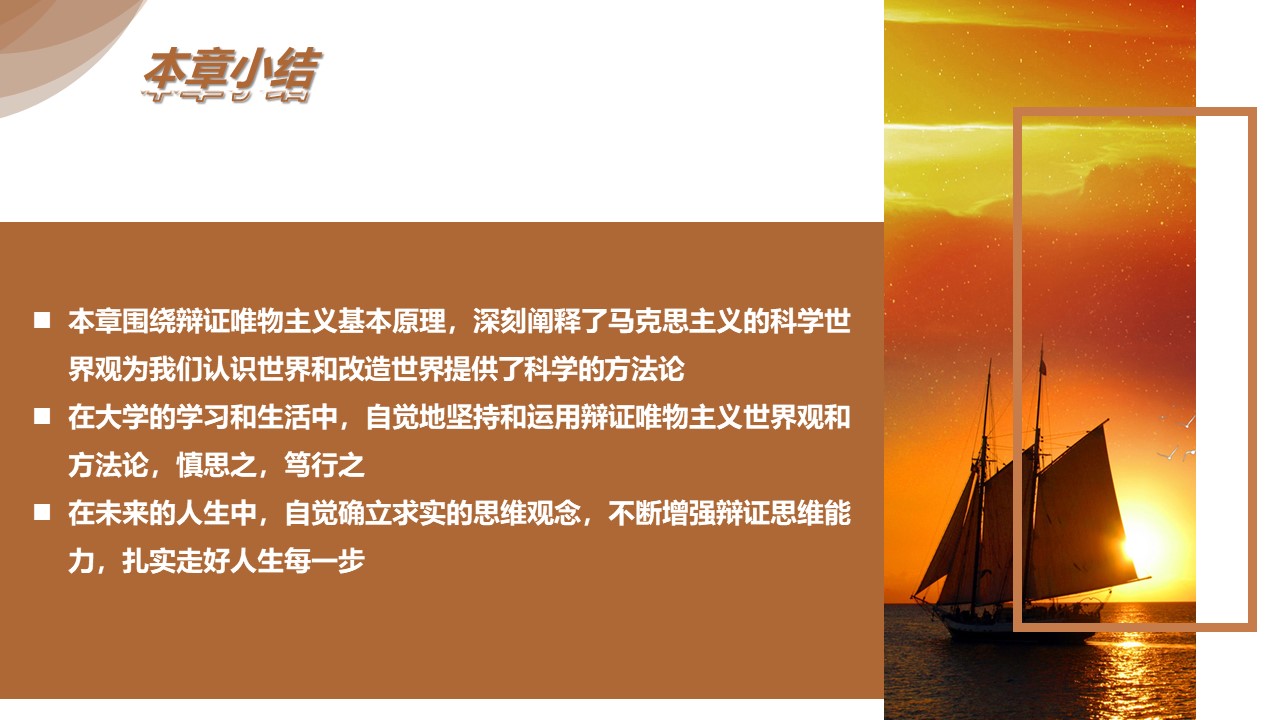 本章小结
■ 本章围绕辩证唯物主义基本原理，深刻阐释了马克思主义的科学世
界观为我们认识世界和改造世界提供了科学的方法论
■ 在大学的学习和生活中，自觉地坚持和运用辩证唯物主义世界观和
方法论，慎思之，笃行之
■ 在未来的人生中，自觉确立求实的思维观念，不断增强辩证思维能
力，扎实走好人生每一步